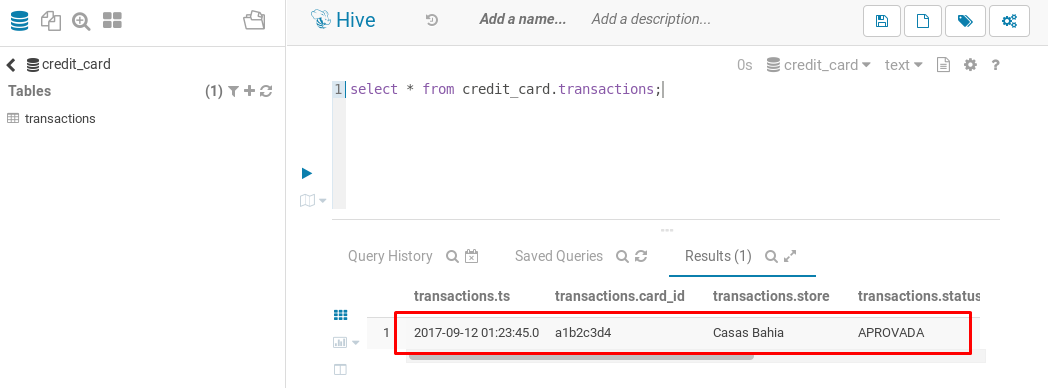 Hive
Add a name...
Add a description...
credit_card
Tables
(1)
transactions
0s
credit_card
text
?
1 select * from credit_card.transactions;
Query History
Saved Queries
Results (1)
transactions.ts transactions.card_id transactions.store transactions.status
1 2017-09-12 01:23:45.0 a1b2c3d4 Casas Bahia APROVADA